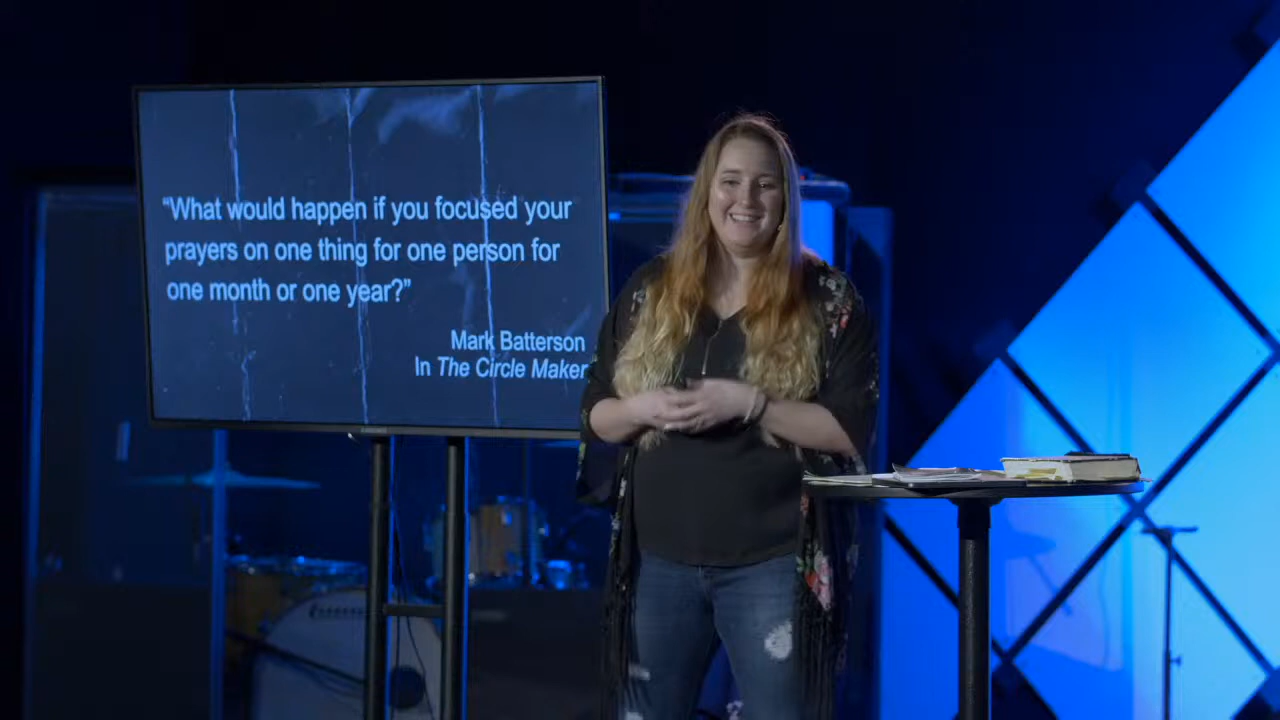 “What would happen if you focused your
prayers on one thing for one person for
one month or one year?”
Mark Batterson
In The Circle Maker